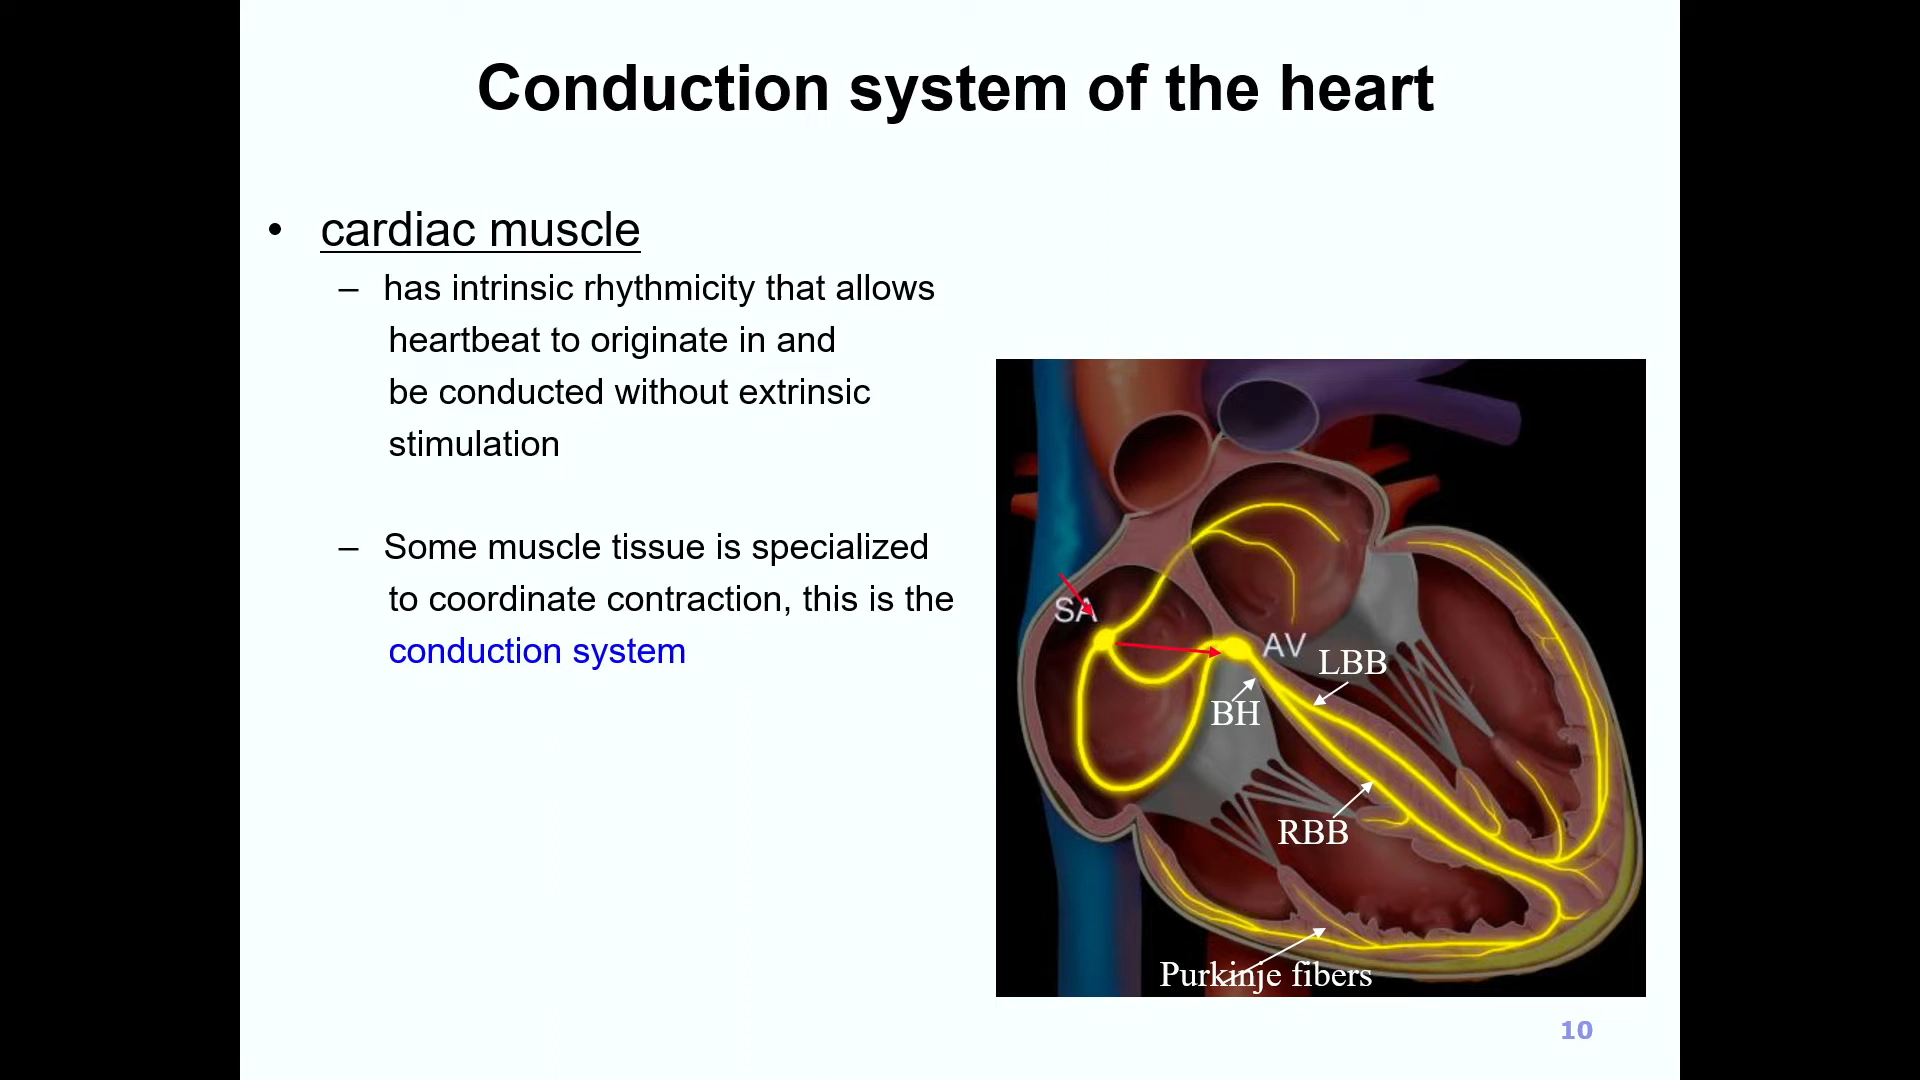 Conduction system of the heart
• cardiac muscle
– has intrinsic rhythmicity that allows
heartbeat to originate in and
be conducted without extrinsic
stimulation
– Some muscle tissue is specialized
to coordinate contraction, this is the
conduction system
SA
AV
LBB
BH
RBB
Purkinje fibers
10